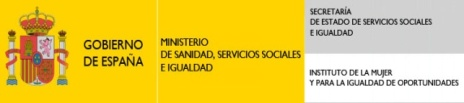 GOBIERNO
DE ESPAÑA
MINISTERIO
DE SANIDAD, SERVICIOS SOCIALES
E IGUALDAD
SECRETARÍA
DE ESTADO DE SERVICIOS SOCIALES
E IGUALDAD
INSTITUTO DE LA MUJER
Y PARA LA IGUALDAD DE OPORTUNIDADES